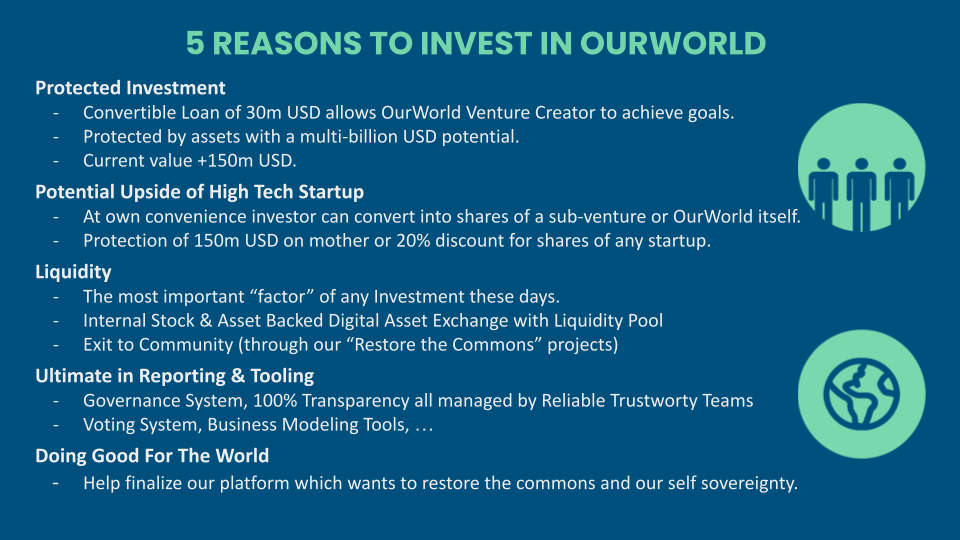 5 REASONS TO INVEST IN OURWORLD
Protected Investment
- Convertible Loan of 30m USD allows OurWorld Venture Creator to achieve goals.
- Protected by assets with a multi-billion USD potential.
- Current value +150m USD.
Potential Upside of High Tech Startup
- At own convenience investor can convert into shares of a sub-venture or OurWorld itself.
- Protection of 150m USD on mother or 20% discount for shares of any startup.
Liquidity
- The most important “factor” of any Investment these days.
- Internal Stock & Asset Backed Digital Asset Exchange with Liquidity Pool
- Exit to Community (through our “Restore the Commons” projects)
Ultimate in Reporting & Tooling
- Governance System, 100% Transparency all managed by Reliable Trustworty Teams
- Voting System, Business Modeling Tools, …
Doing Good For The World
- Help finalize our platform which wants to restore the commons and our self sovereignty.